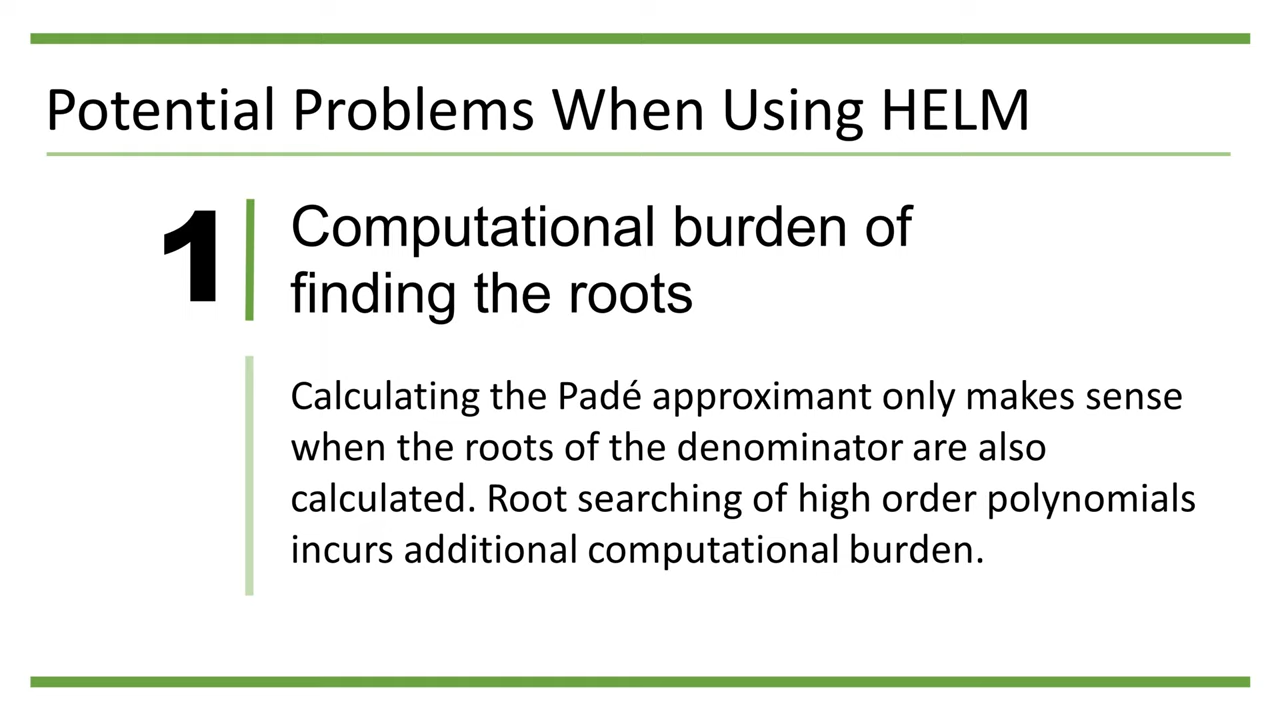 Potential Problems When Using HELM
1
Computational burden of
finding the roots
Calculating the Padé approximant only makes sense
when the roots of the denominator are also
calculated. Root searching of high order polynomials
incurs additional computational burden.